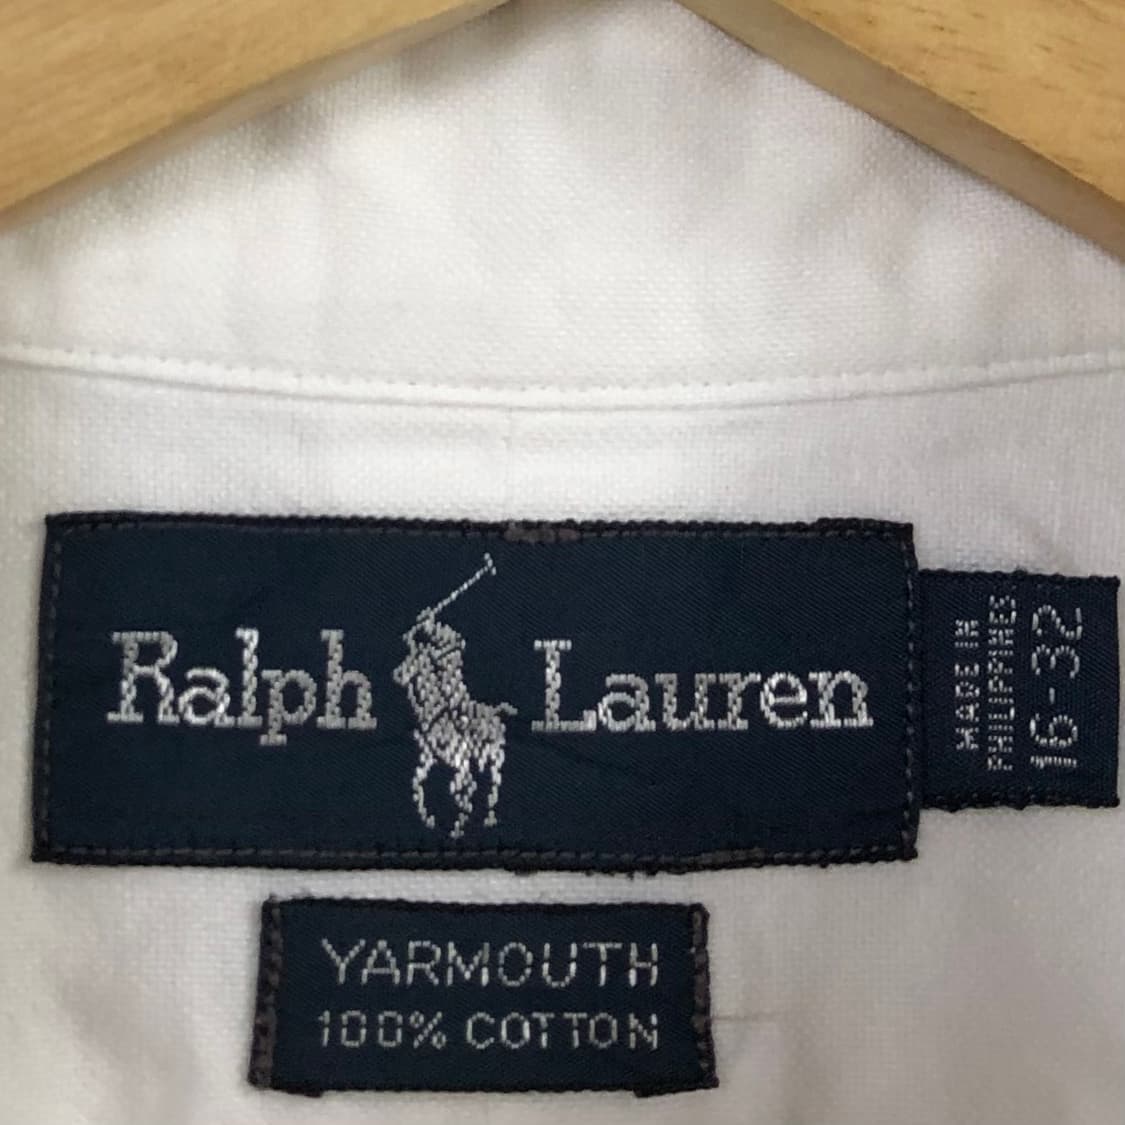 Ralph Lauren
MADE IN
PHILIPPINES
16-32
YARMOUTH
100% COTTON